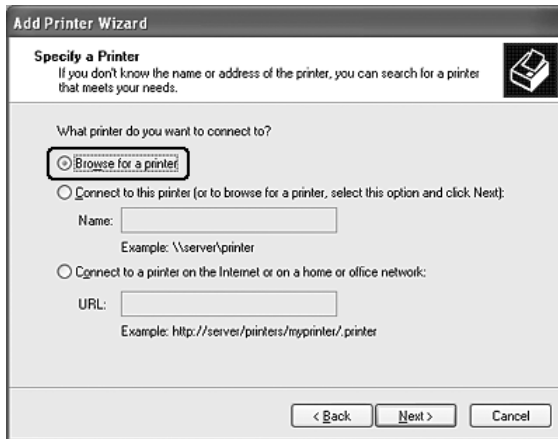 Add Printer Wizard
Specify a Printer
If you don't know the name or address of the printer, you can search for a printer
that meets your needs.
What printer do you want to connect to?
Browse for a printer
Connect to this printer (or to browse for a printer, select this option and click Next):
Name:
Example: \\server\printer
Connect to a printer on the Internet or on a home or office network:
URL:
Example: http://server/printers/myprinter/.printer
< Back Next > Cancel